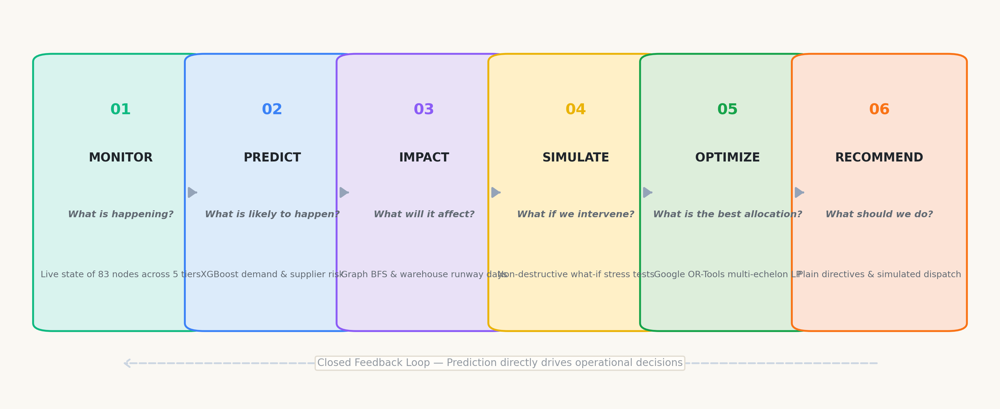 01
MONITOR
What is happening?
Live state of 83 nodes across 5 tiers
02
PREDICT
What is likely to happen?
XGBoost demand & supplier risk
03
IMPACT
What will it affect?
Graph BFS & warehouse runway days
04
SIMULATE
What if we intervene?
Non-destructive what-if stress tests
05
OPTIMIZE
What is the best allocation?
Google OR-Tools multi-echelon LP
06
RECOMMEND
What should we do?
Plain directives & simulated dispatch
Closed Feedback Loop — Prediction directly drives operational decisions